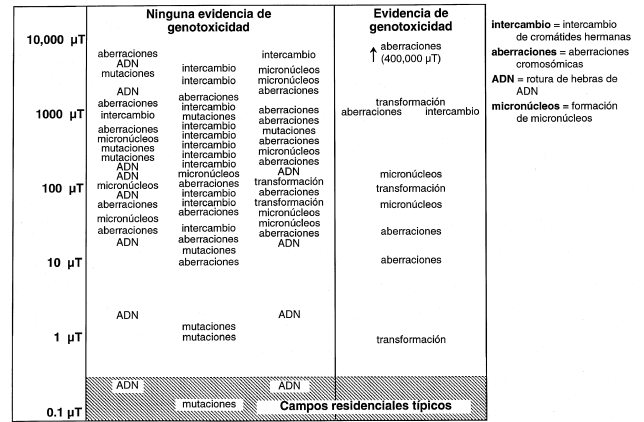 Ninguna evidencia de genotoxicidad
Evidencia de genotoxicidad
10,000 µT
aberraciones
ADN
mutaciones
ADN
aberraciones
intercambio
aberraciones
micronúcleos
mutaciones
mutaciones
ADN
ADN
micronúcleos
ADN
aberraciones
micronúcleos
aberraciones
ADN
ADN
ADN
intercambio
intercambio
aberraciones
intercambio
mutaciones
intercambio
intercambio
intercambio
intercambio
intercambio
micronúcleos
aberraciones
intercambio
intercambio
aberraciones
intercambio
aberraciones
mutaciones
aberraciones
mutaciones
mutaciones
mutaciones
intercambio
micronúcleos
micronúcleos
aberraciones
aberraciones
aberraciones
mutaciones
aberraciones
micronúcleos
aberraciones
ADN
transformación
aberraciones
transformación
micronúcleos
micronúcleos
aberraciones
ADN
ADN
ADN
aberraciones
(400,000 µT)
transformación
aberraciones intercambio
micronúcleos
transformación
micronúcleos
aberraciones
aberraciones
transformación
1000 µT
100 µT
10 µT
1 µT
0.1 µT
Campos residenciales típicos
intercambio = intercambio
de cromátides hermanas
aberraciones = aberraciones
cromosómicas
ADN = rotura de hebras de
ADN
micronúcleos = formación
de micronúcleos